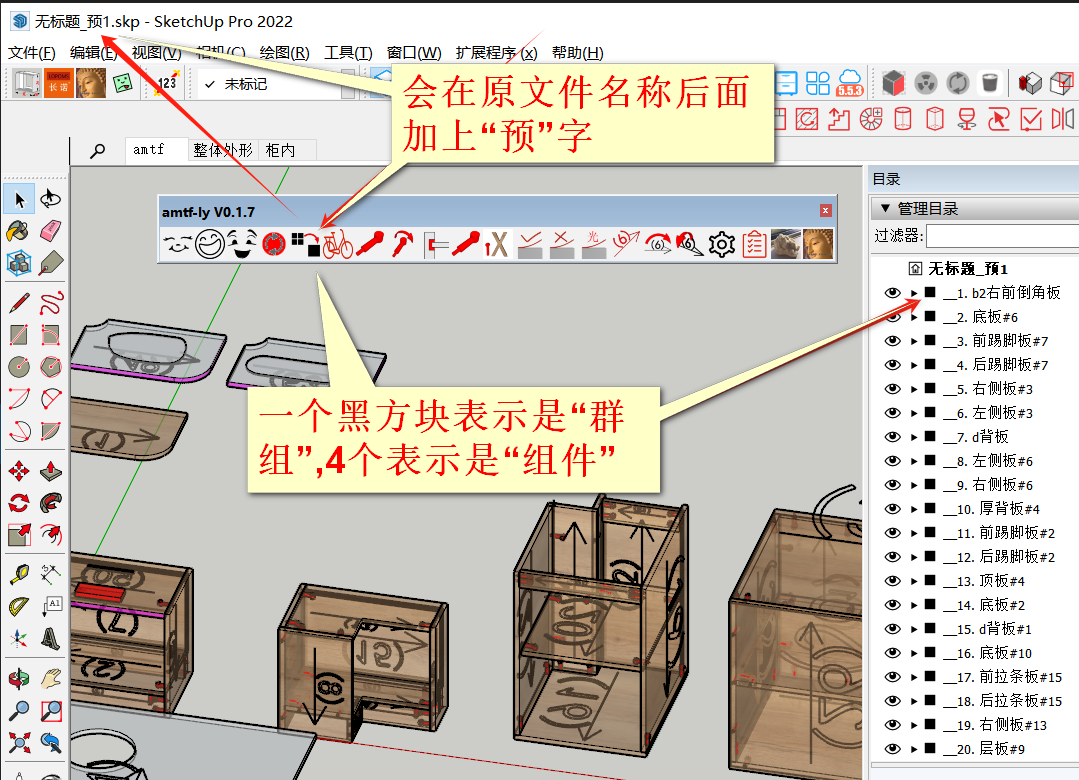 无标题_预1.skp - SketchUp Pro 2022
文件(F) 编辑(E) 视图(V) 相机(C) 绘图(R) 工具(T) 窗口(W) 扩展程序 (x) 帮助(H)
长诺
123
未标记
5.5.3
会在原文件名称后面
加上“预”字
amtf 整体外形 柜内
目录
管理目录
过滤器:
amtf-ly V0.1.7
光
(6)
无标题_预1
__1. b2右前倒角板
__2. 底板#6
__3. 前踢脚板#7
__4. 后踢脚板#7
__5. 右侧板#3
__6. 左侧板#3
__7. d背板
__8. 左侧板#6
__9. 右侧板#6
__10. 厚背板#4
__11. 前踢脚板#2
__12. 后踢脚板#2
__13. 顶板#4
__14. 底板#2
__15. d背板#1
__16. 底板#10
__17. 前拉条板#15
__18. 后拉条板#15
__19. 右侧板#13
__20. 层板#9
一个黑方块表示是“群
组”,4个表示是“组件”
A1
(7)
(2)
(8)
(15)